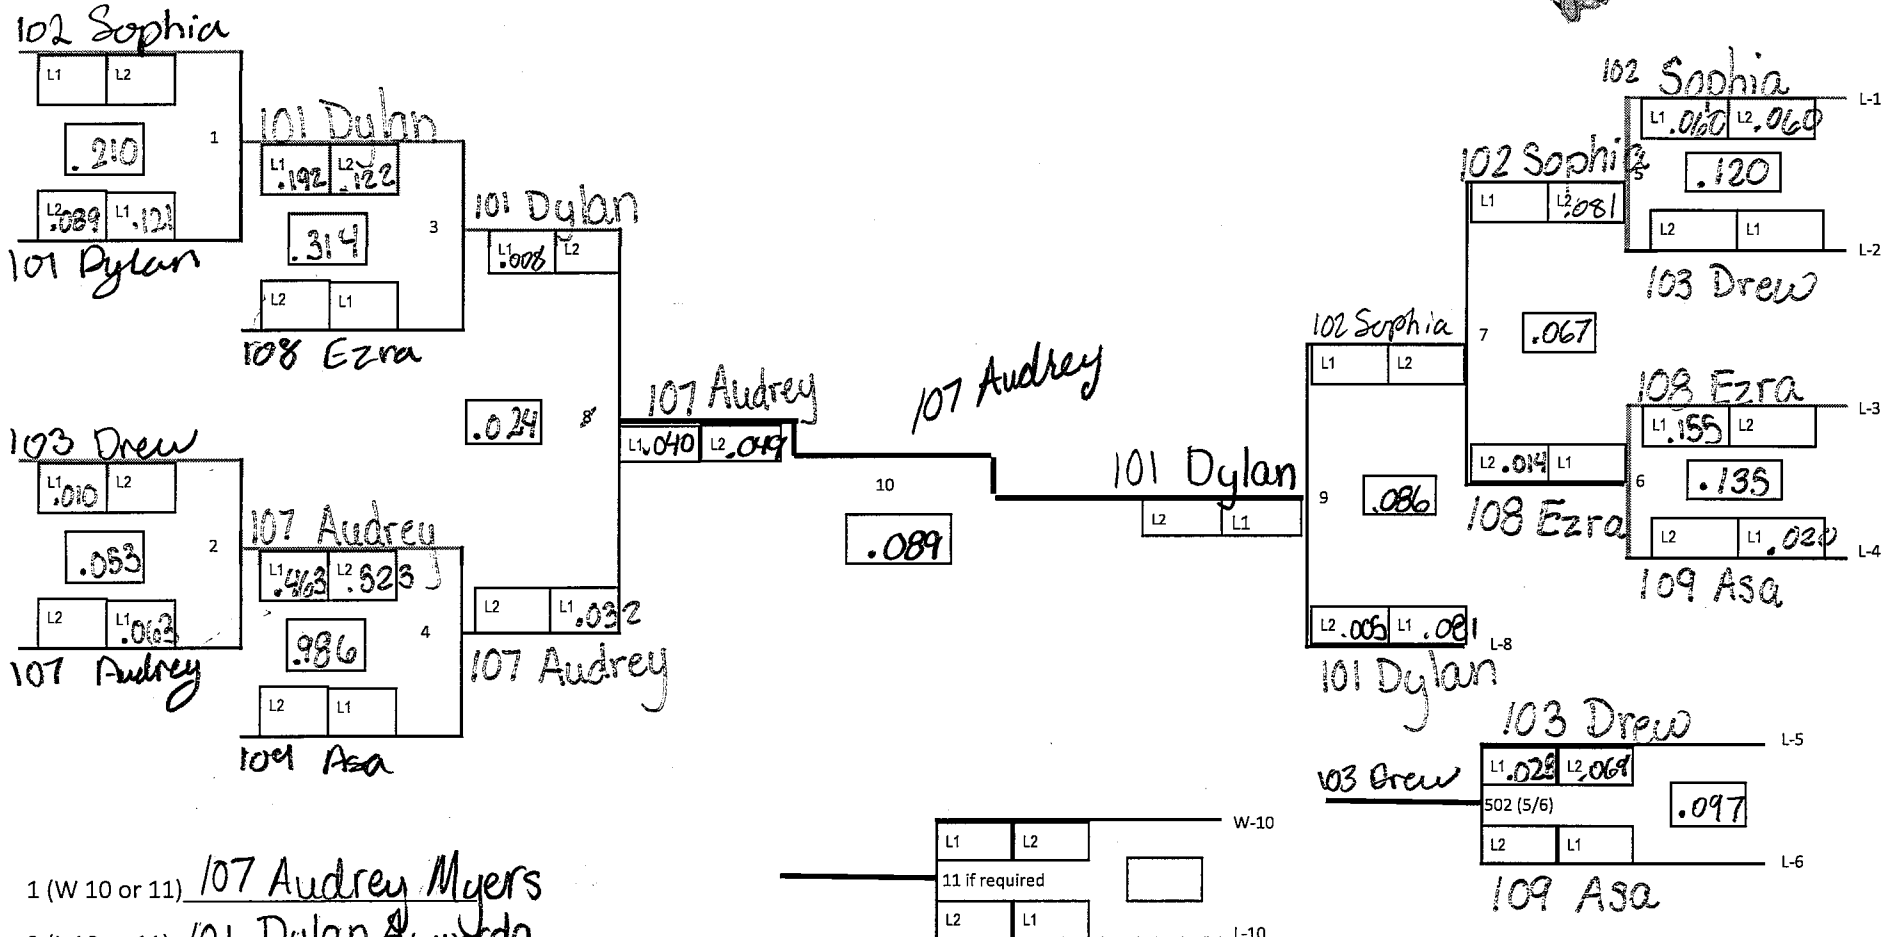 102 Sophia
L1 L2
.210
1
L2 .089 L1 .121
101 Dylan
101 Dylan
L1 .192 L2 .122
.314
3
L2 L1
108 Ezra
103 Drew
L1 .010 L2
.053
2
L2 L1 .063
107 Audrey
107 Audrey
L1 .463 L2 .523
.986
4
L2 L1
109 Asa
101 Dylan
L1 .008 L2
.024
8
L2 L1 .032
107 Audrey
107 Audrey
L1 .040 L2 .049
107 Audrey
10
.089
101 Dylan
L2 L1
102 Sophia
L1 L2
9
.086
L2 .005 L1 .081
L-8
101 Dylan
102 Sophia
L1 L2 .081
7
.067
L2 .014 L1
108 Ezra
102 Sophia
L-1
L1 .060 L2 .060
5
.120
L2 L1
L-2
103 Drew
108 Ezra
L-3
L1 .155 L2
6
.135
L2 L1 .020
L-4
109 Asa
103 Drew
L-5
L1 .028 L2 .069
103 Drew
502 (5/6)
.097
L2 L1
L-6
109 Asa
W-10
L1 L2
11 if required
L2 L1
L-10
1 (W 10 or 11) 107 Audrey Myers
101 Dylan